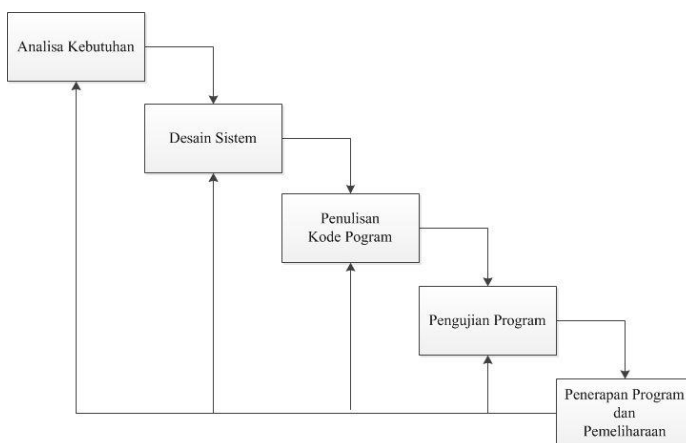 Analisa Kebutuhan
Desain Sistem
Penulisan
Kode Pogram
Pengujian Program
Penerapan Program
dan
Pemeliharaan